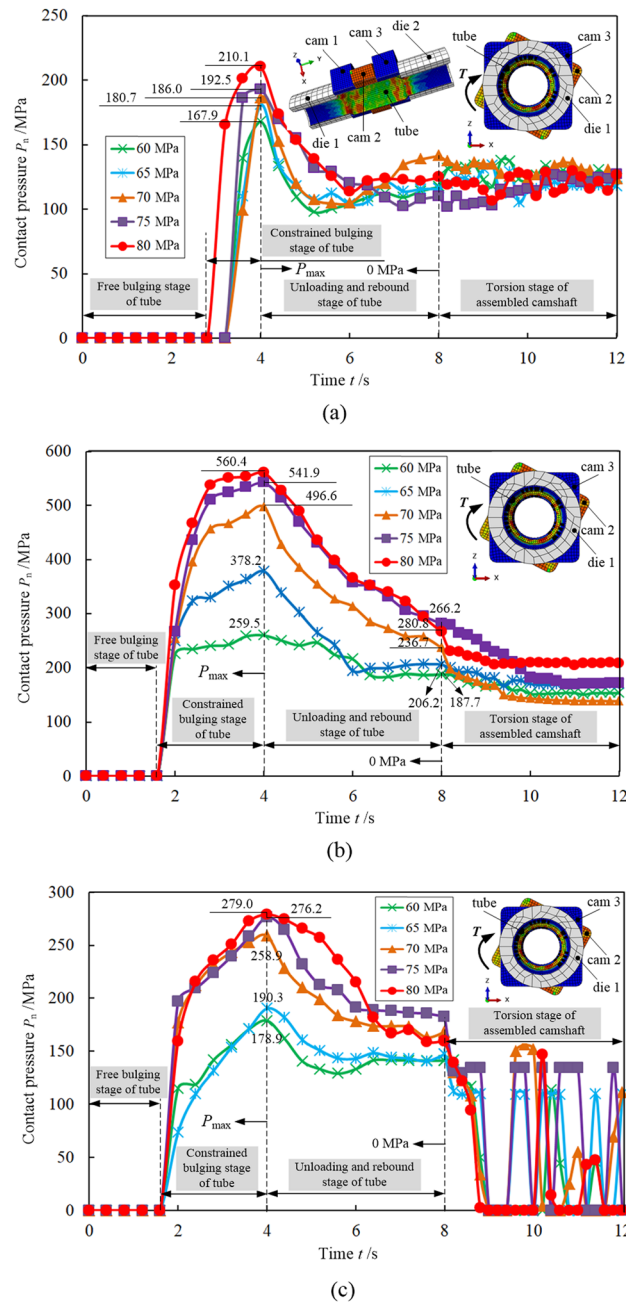 (a)
Contact pressure Pn /MPa
250
200
150
100
50
0
210.1
192.5
186.0
180.7
167.9
60 MPa
65 MPa
70 MPa
75 MPa
80 MPa
cam 1
cam 3
die 2
die 1
cam 2
tube
Z
Y
X
tube
cam 3
T
cam 2
die 1
Z
X
Constrained bulging
stage of tube
Pmax
0 MPa
Free bulging stage
of tube
Unloading and rebound
stage of tube
Torsion stage of
assembled camshaft
0 2 4 6 8 10 12
Time t /s
(a)
Contact pressure Pn /MPa
600
500
400
300
200
100
0
560.4
541.9
496.6
378.2
259.5
60 MPa
65 MPa
70 MPa
75 MPa
80 MPa
tube
cam 3
T
cam 2
die 1
Z
X
266.2
280.8
236.7
206.2
187.7
Free bulging
stage of tube
Pmax
Constrained
bulging stage
of tube
Unloading and rebound
stage of tube
Torsion stage of
assembled camshaft
0 MPa
0 2 4 6 8 10 12
Time t /s
(b)
Contact pressure Pn /MPa
300
250
200
150
100
50
0
279.0
276.2
258.9
190.3
178.9
60 MPa
65 MPa
70 MPa
75 MPa
80 MPa
tube
cam 3
T
cam 2
die 1
Z
X
Torsion stage of
assembled camshaft
Free bulging
stage of tube
Pmax
0 MPa
Constrained
bulging stage
of tube
Unloading and rebound
stage of tube
0 2 4 6 8 10 12
Time t /s
(c)